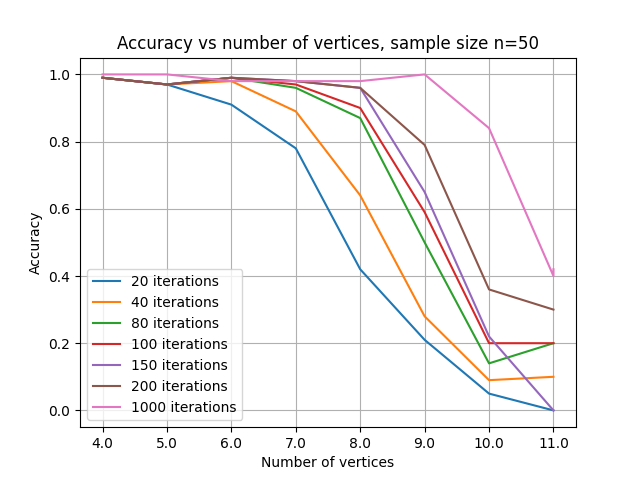 Accuracy vs number of vertices, sample size n=50
1.0
0.8
0.6
0.4
0.2
0.0
Accuracy
20 iterations
40 iterations
80 iterations
100 iterations
150 iterations
200 iterations
1000 iterations
4.0 5.0 6.0 7.0 8.0 9.0 10.0 11.0
Number of vertices